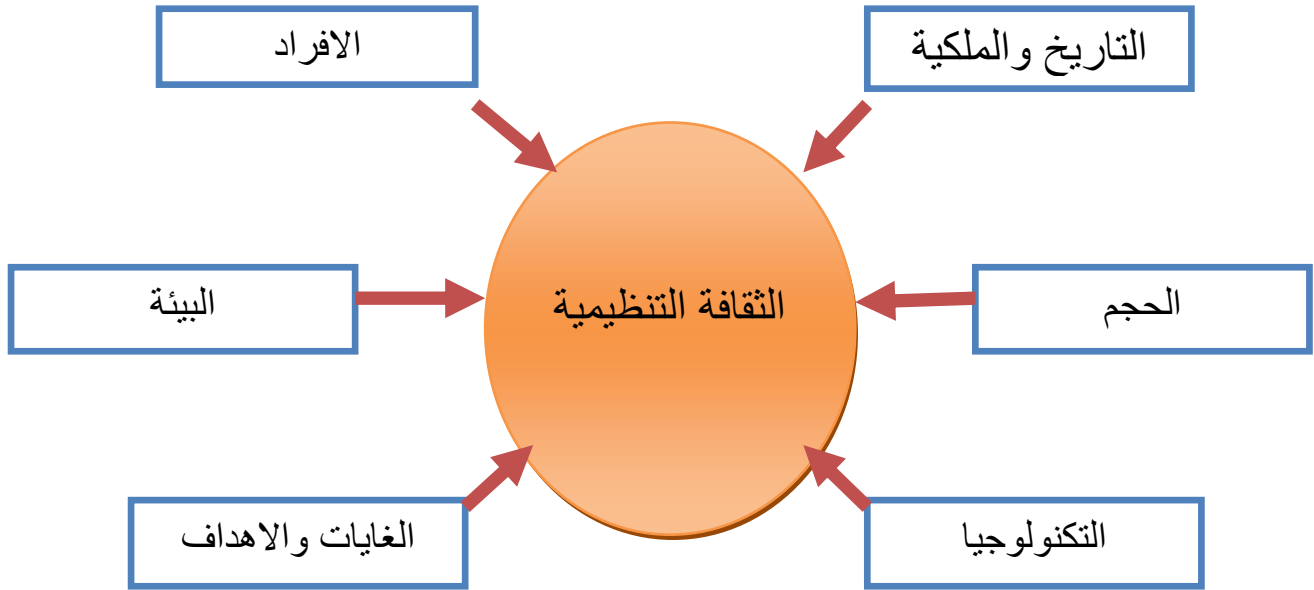 التاريخ والملكية
الافراد
الحجم
الثقافة التنظيمية
البيئة
التكنولوجيا
الغايات والاهداف